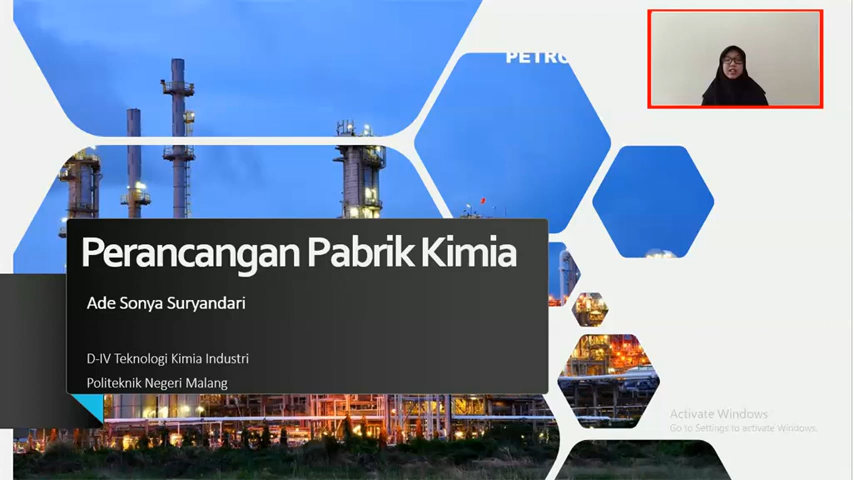 PETRO
Perancangan Pabrik Kimia
Ade Sonya Suryandari
D-IV Teknologi Kimia Industri
Politeknik Negeri Malang
Activate Windows
Go to Settings to activate Windows.